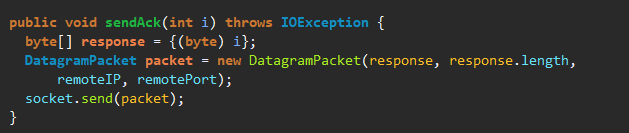 public void sendAck(int i) throws IOException {
  byte[] response = {(byte) i};
  DatagramPacket packet = new DatagramPacket(response, response.length,
      remoteIP, remotePort);
  socket.send(packet);
}